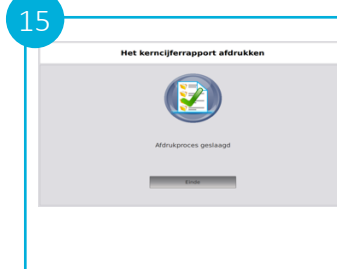 15
Het kerncijferrapport afdrukken
Afdrukproces geslaagd
Einde